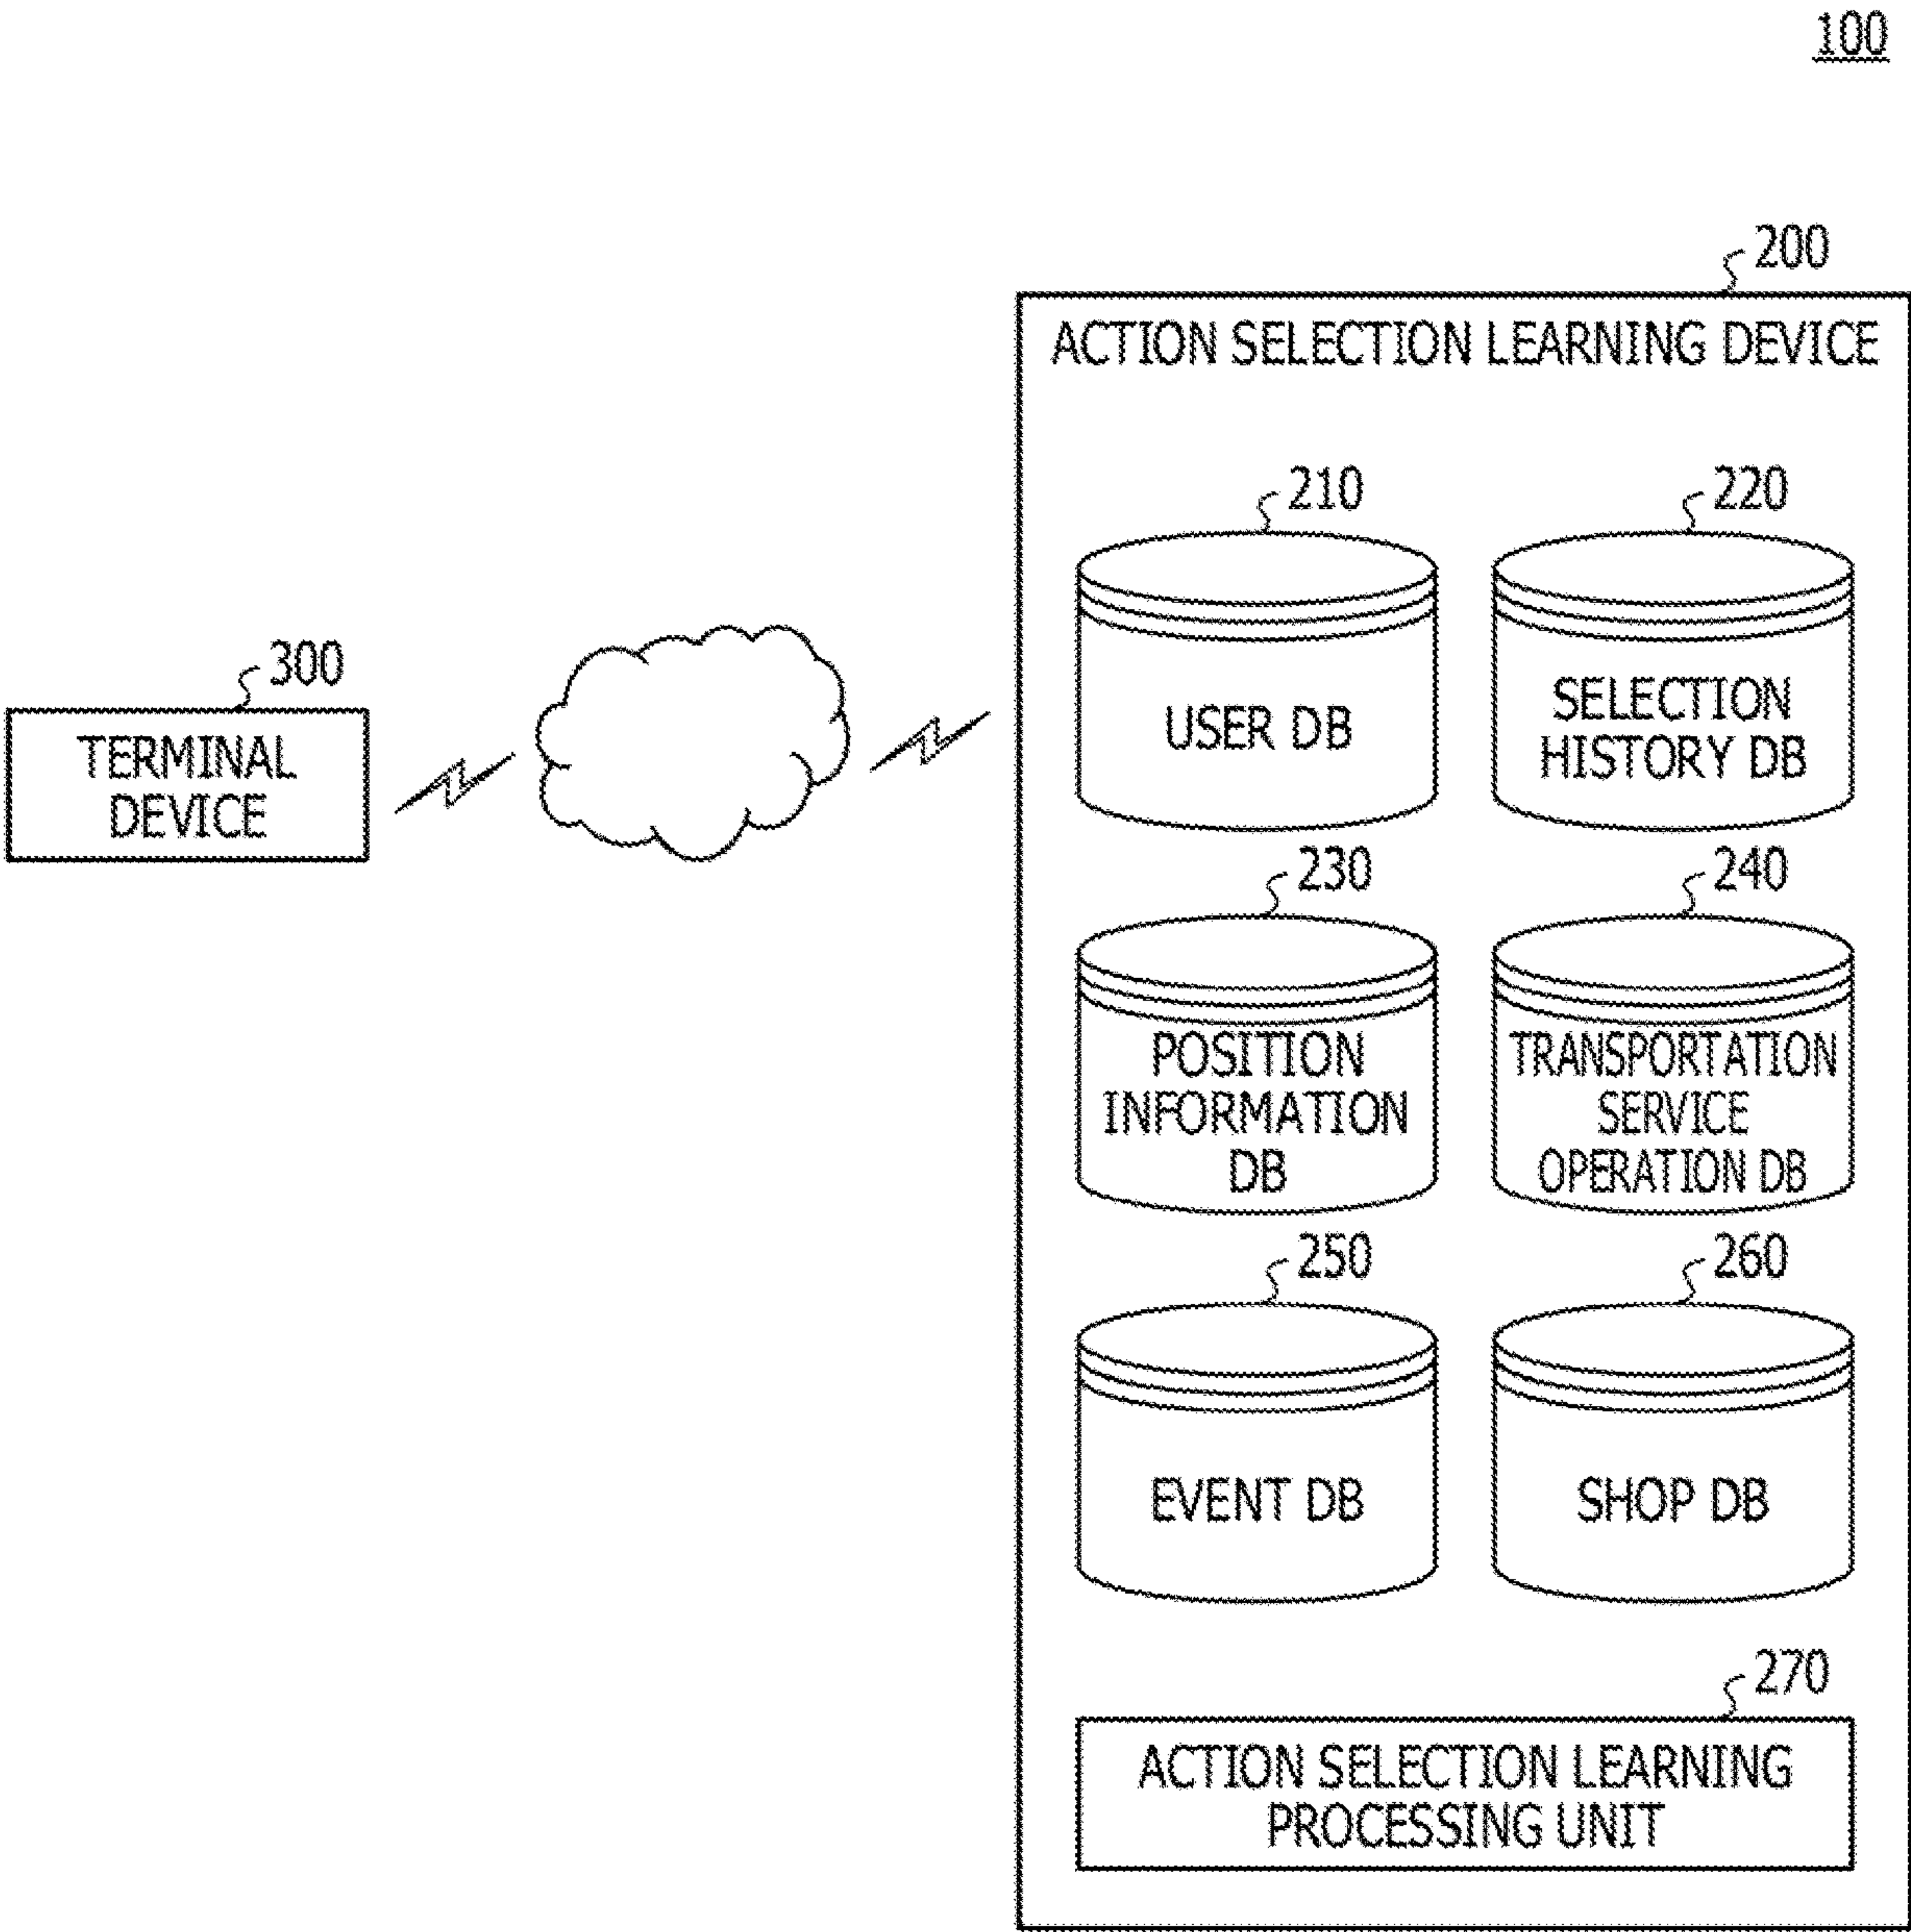 100
200
ACTION SELECTION LEARNING DEVICE
210
220
USER DB
SELECTION
HISTORY DB
300
TERMINAL
DEVICE
230
240
POSITION
INFORMATION
DB
TRANSPORTATION
SERVICE
OPERATION DB
250
260
EVENT DB
SHOP DB
270
ACTION SELECTION LEARNING
PROCESSING UNIT